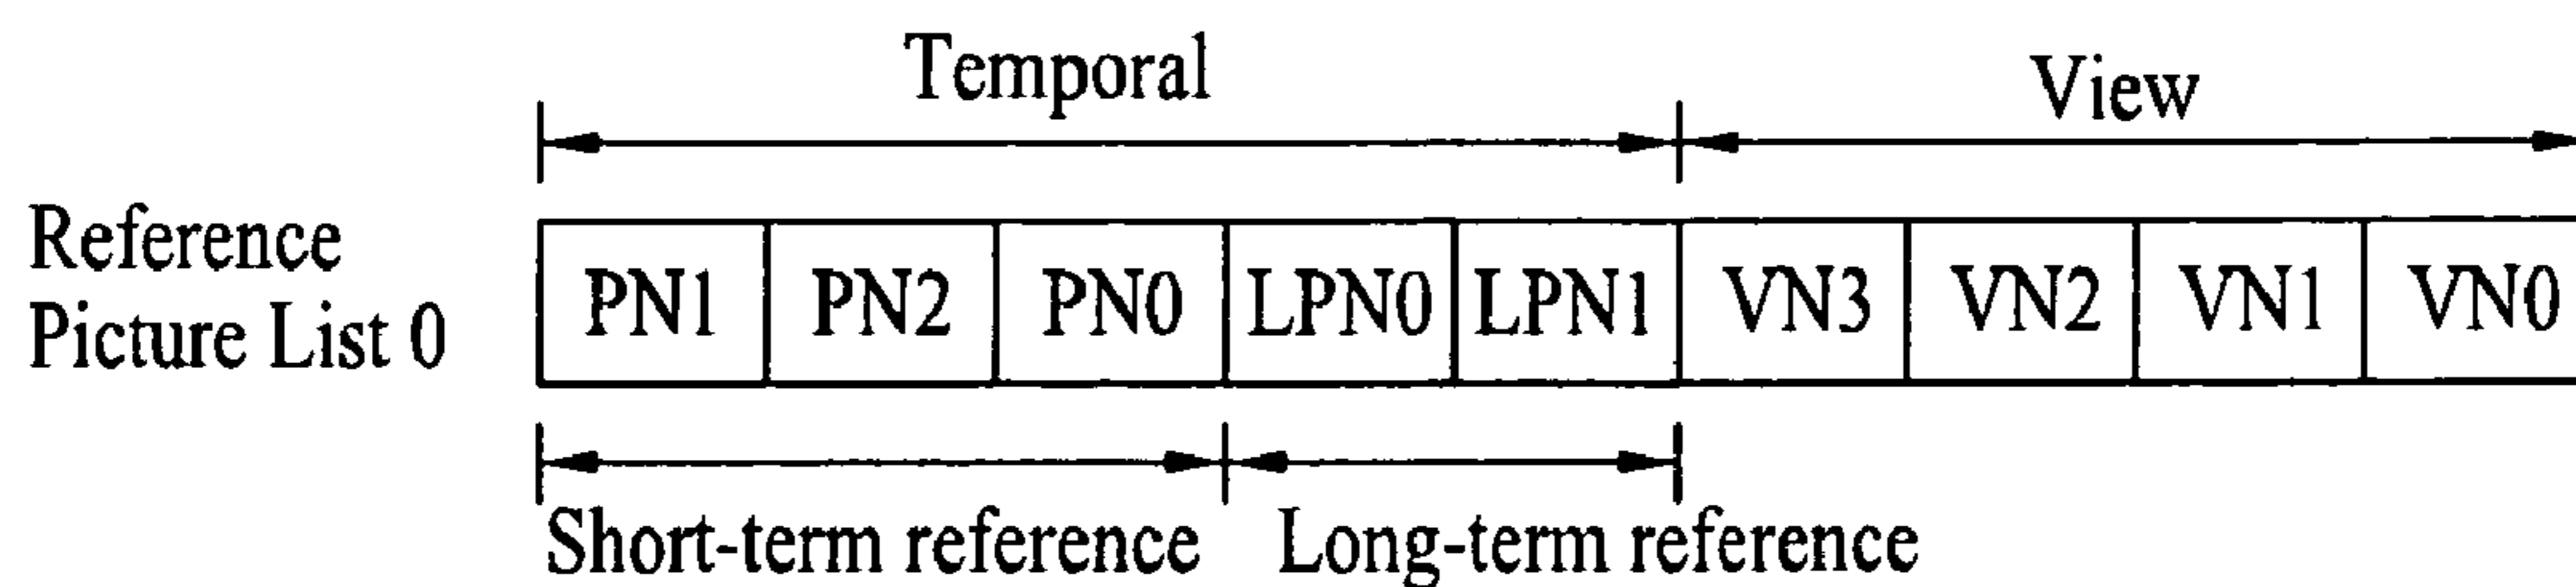 Temporal View
Reference
Picture List 0
PN1 PN2 PN0 LPN0 LPN1 VN3 VN2 VN1 VN0
Short-term reference Long-term reference